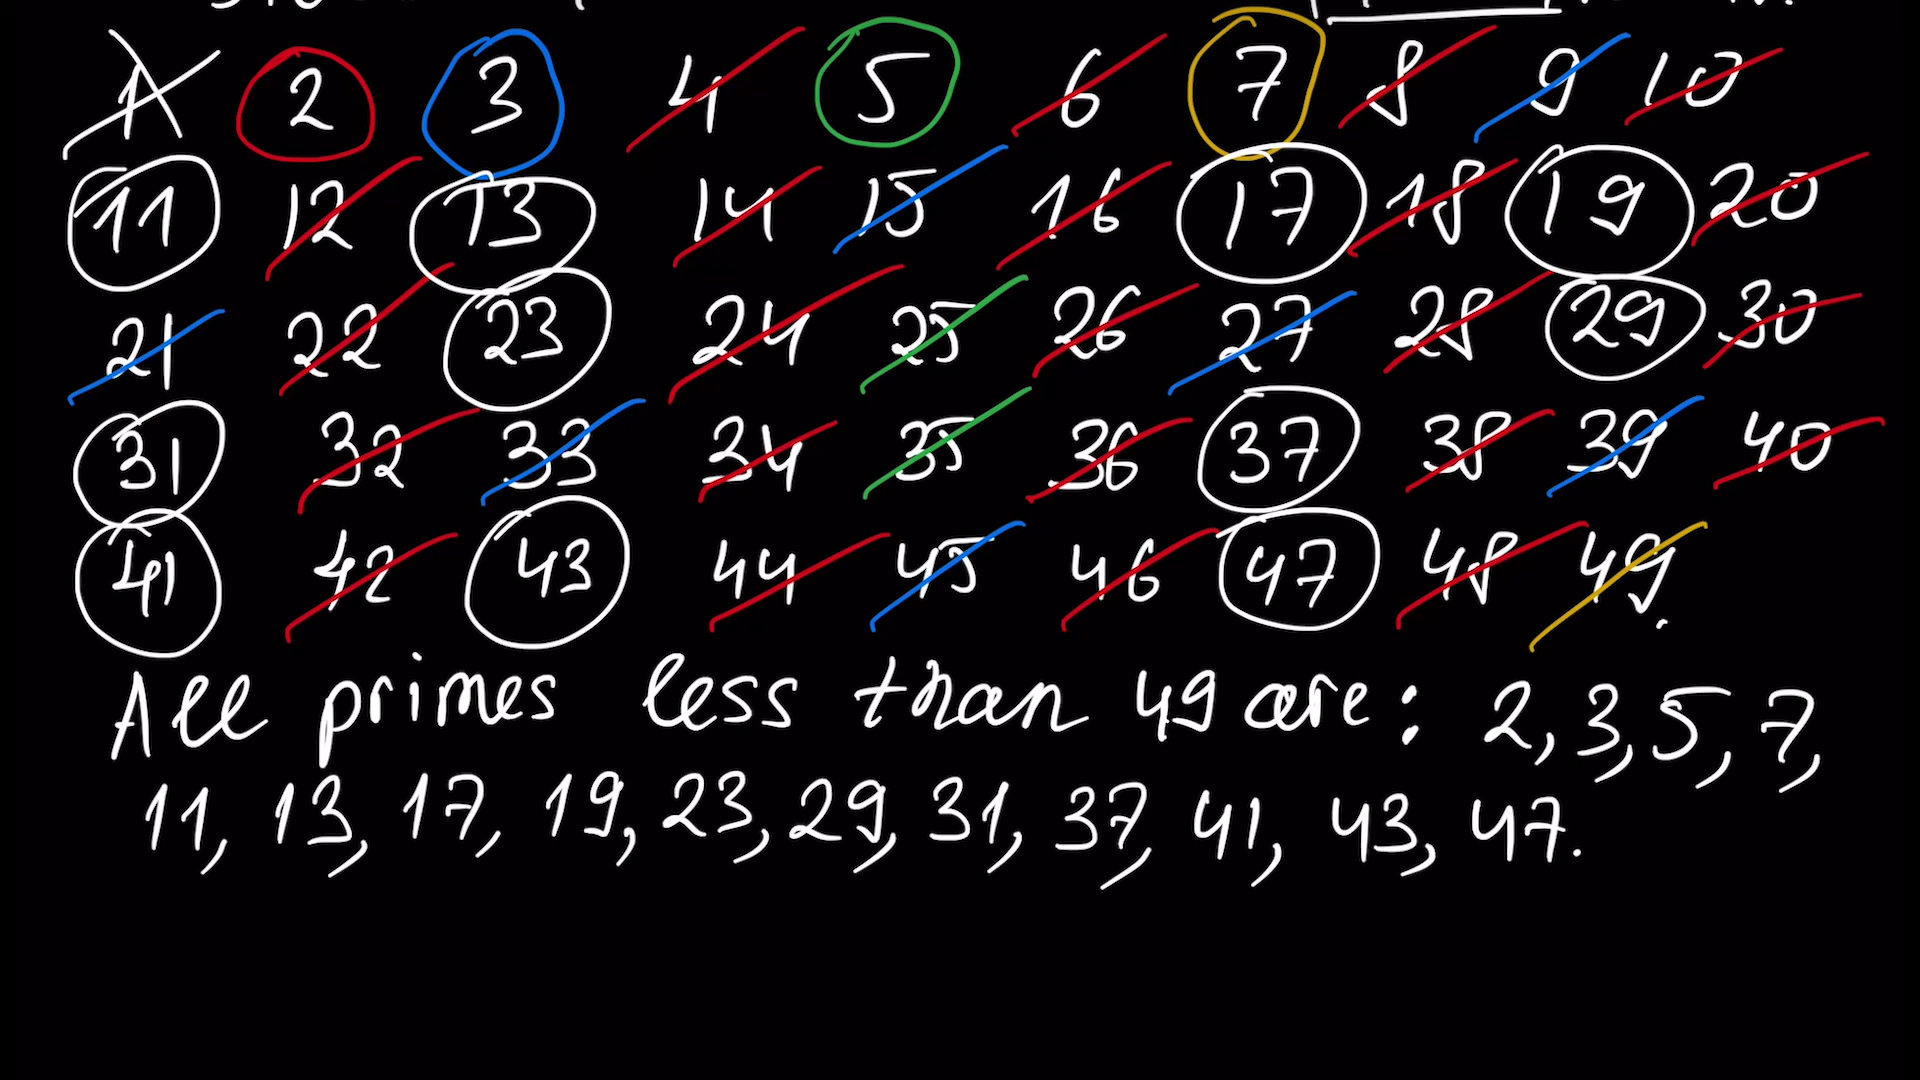 1 2 3 4 5 6 7 8 9 10
11 12 13 14 15 16 17 18 19 20
21 22 23 24 25 26 27 28 29 30
31 32 33 34 35 36 37 38 39 40
41 42 43 44 45 46 47 48 49.
All primes less than 49 are: 2, 3, 5, 7,
11, 13, 17, 19, 23, 29, 31, 37, 41, 43, 47.